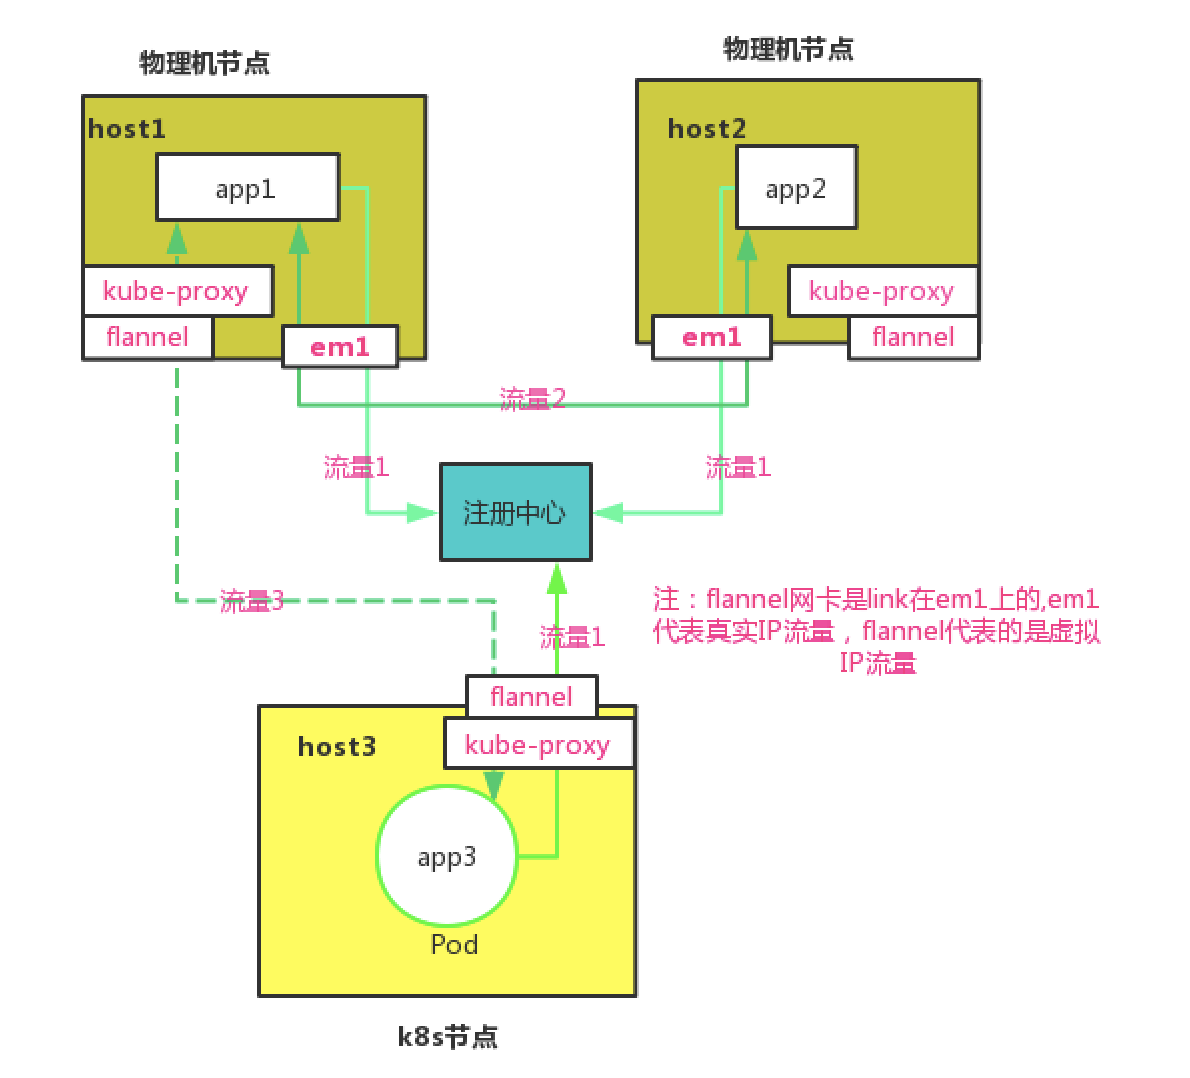 物理机节点
物理机节点
host1
app1
kube-proxy
flannel
em1
host2
app2
kube-proxy
em1
flannel
流量2
流量1
流量1
注册中心
流量3
流量1
注：flannel网卡是link在em1上的,em1
代表真实IP流量，flannel代表的是虚拟
IP流量
flannel
host3
kube-proxy
app3
Pod
k8s节点